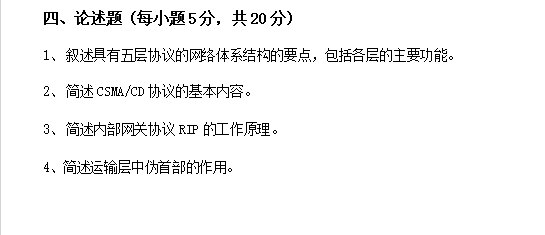 四、论述题（每小题5分，共20分）
1、叙述具有五层协议的网络体系结构的要点，包括各层的主要功能。
2、简述CSMA/CD协议的基本内容。
3、简述内部网关协议RIP的工作原理。
4、简述运输层中伪首部的作用。